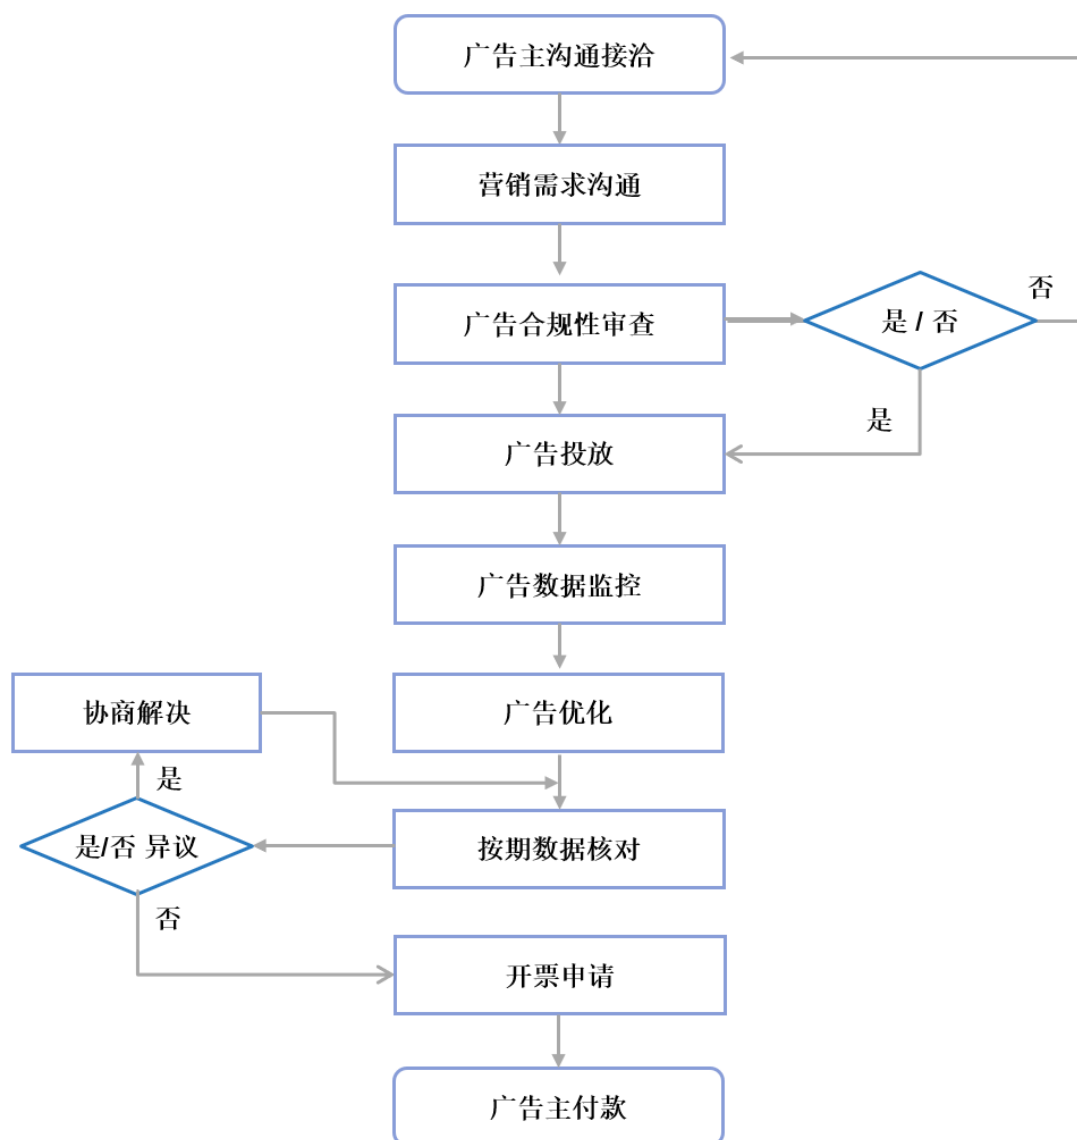 广告主沟通接洽
营销需求沟通
广告合规性审查
是 / 否
否
是
广告投放
广告数据监控
广告优化
协商解决
是
是/否 异议
按期数据核对
否
开票申请
广告主付款